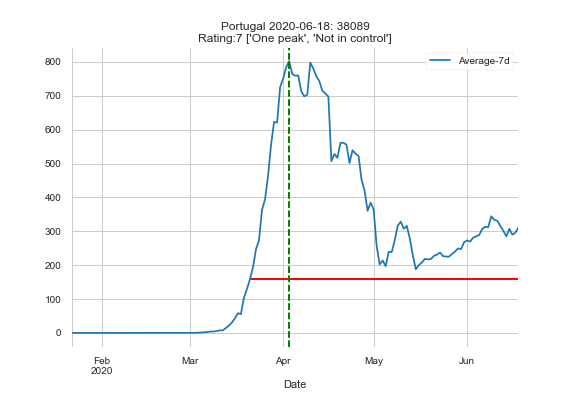 Portugal 2020-06-18: 38089
Rating:7 ['One peak', 'Not in control']
Average-7d
800
700
600
500
400
300
200
100
0
Feb
2020
Mar
Apr
May
Jun
Date